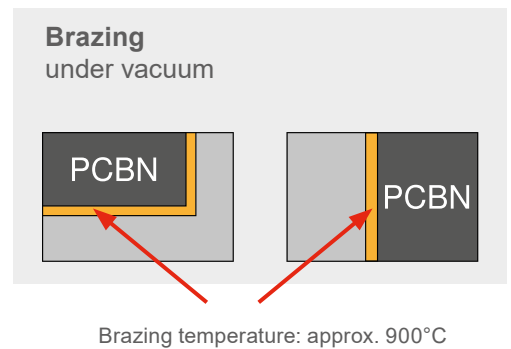 Brazing
under vacuum
PCBN
PCBN
Brazing temperature: approx. 900°C